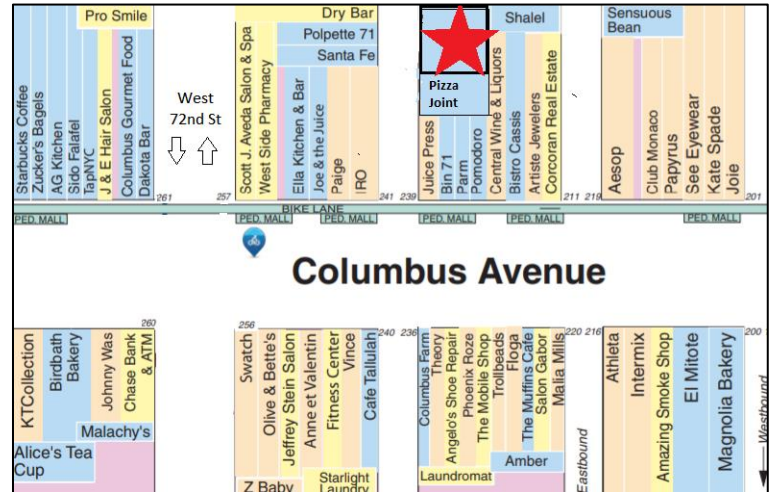 Pro Smile
Starbucks Coffee
Zucker's Bagels
AG Kitchen
Sido Falafel
TapNYC
J & E Hair Salon
Columbus Gourmet Food
Dakota Bar
261
West
72nd St
257
Dry Bar
Polpette 71
Santa Fe
Scott J. Aveda Salon & Spa
West Side Pharmacy
Ella Kitchen & Bar
Joe & the Juice
Paige
IRO
241
239
Shalel
Pizza
Joint
Juice Press
Bin 71
Parm
Pomodoro
Central Wine & Liquors
Bistro Cassis
Artiste Jewelers
Corcoran Real Estate
211
Sensuous
Bean
219
Aesop
Club Monaco
Papyrus
See Eyewear
Kate Spade
Joie
201
BIKE LANE
PED. MALL
PED. MALL
PED. MALL
PED. MALL
PED. MALL
PED. MALL
Columbus Avenue
KTCollection
Birdbath
Bakery
Johnny Was
Chase Bank
& ATM
260
Malachy's
Alice's Tea
Cup
256
Swatch
Olive & Bette's
Jeffrey Stein Salon
Anne et Valentin
Fitness Center
Vince
Cafe Tallulah
240
Z Baby
Starlight
Laundry
236
Columbus Farm
Theory
Angelo's Shoe Repair
Phoenix Roze
The Mobile Shop
Trollbeads
Floga
The Muffins Cafe
Salon Gabor
Malia Mills
220
Laundromat
Amber
Eastbound
216
Athleta
Intermix
Amazing Smoke Shop
El Mitote
Magnolia Bakery
200
Westbound